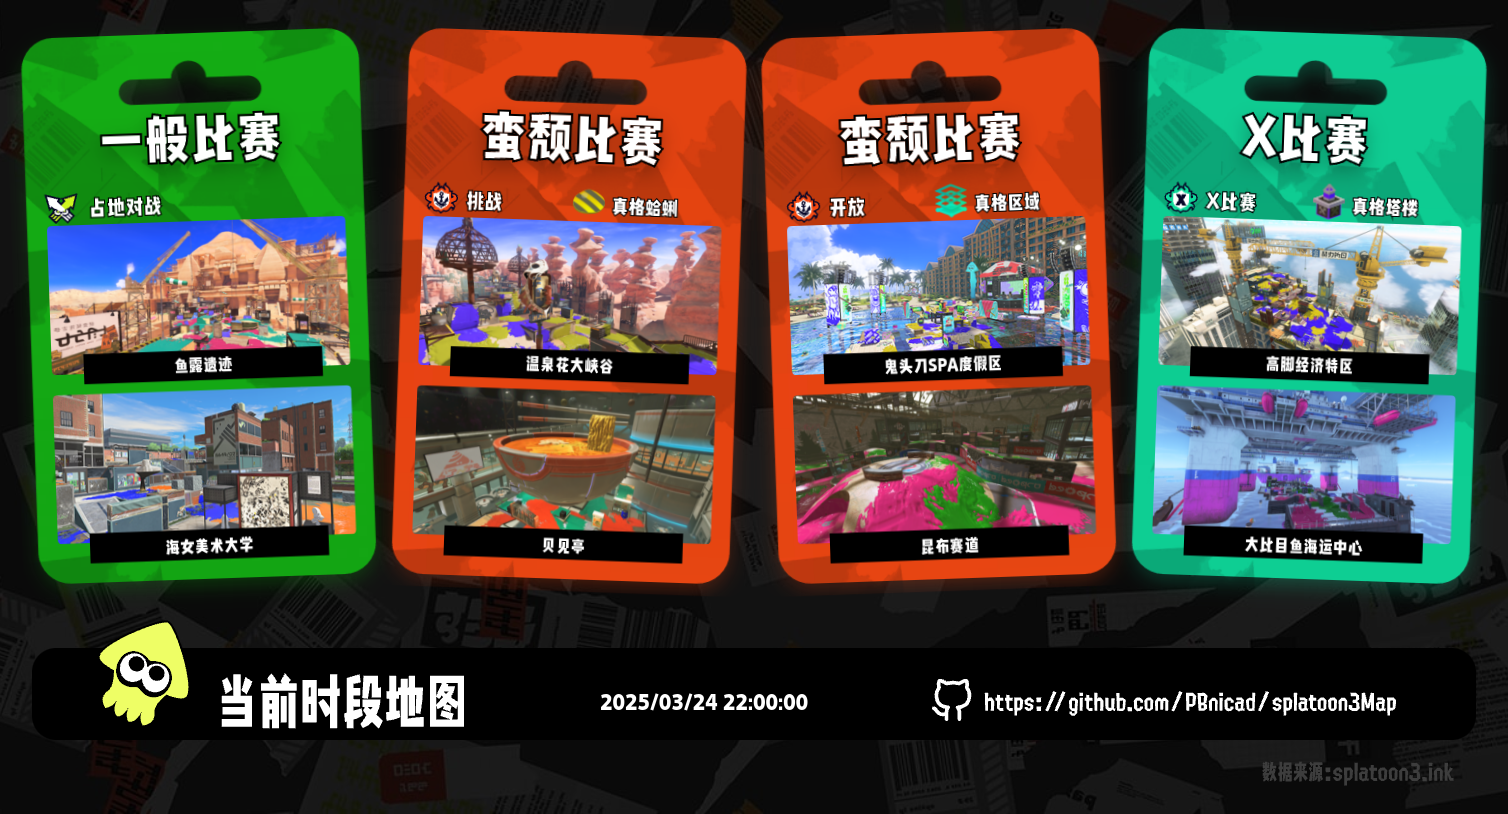 一般比赛
占地对战
鱼露遗迹
海女美术大学
蛮颓比赛
挑战
真格蛤蜊
温泉花大峡谷
贝见亭
蛮颓比赛
开放
真格区域
鬼头刀SPA度假区
昆布赛道
X比赛
X比赛
真格塔楼
高脚经济特区
大比目鱼海运中心
当前时段地图
2025/03/24 22:00:00
https://github.com/PBnicad/splatoon3Map
数据来源:splatoon3.ink